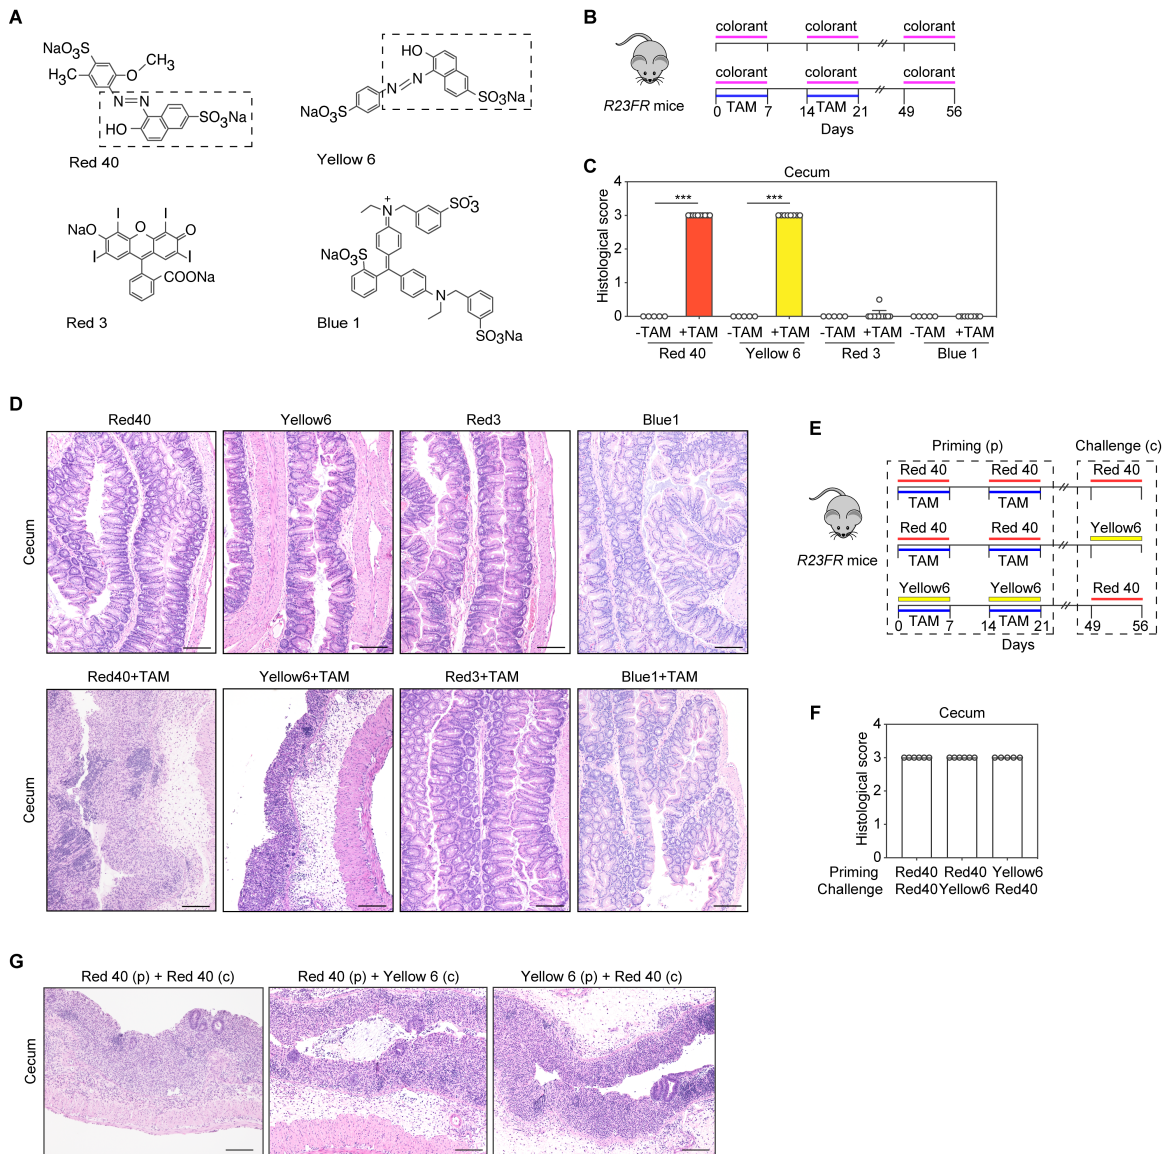 A
NaO3S
H3C
O
CH3
N
N
HO
SO3Na
Red 40
HO
N
N
NaO3S
SO3Na
Yellow 6
I
I
NaO
O
O
I
I
COONa
Red 3
N
+
SO3-
NaO3S
N
SO3Na
Blue 1
B
R23FR mice
colorant colorant colorant
colorant colorant colorant
TAM TAM
0 7 14 21 49 56
Days
C
Cecum
Histological score
4
3
2
1
0
*** ***
-TAM +TAM -TAM +TAM -TAM +TAM -TAM +TAM
Red 40 Yellow 6 Red 3 Blue 1
D
Red40 Yellow6 Red3 Blue1
Cecum
Red40+TAM Yellow6+TAM Red3+TAM Blue1+TAM
Cecum
E
Priming (p) Challenge (c)
R23FR mice
Red 40 Red 40 Red 40
TAM TAM
Red 40 Red 40 Yellow6
TAM TAM
Yellow6 Yellow6 Red 40
TAM TAM
0 7 14 21 49 56
Days
F
Cecum
Histological score
4
3
2
1
0
Priming Red40 Red40 Yellow6
Challenge Red40 Yellow6 Red40
G
Red 40 (p) + Red 40 (c) Red 40 (p) + Yellow 6 (c) Yellow 6 (p) + Red 40 (c)
Cecum